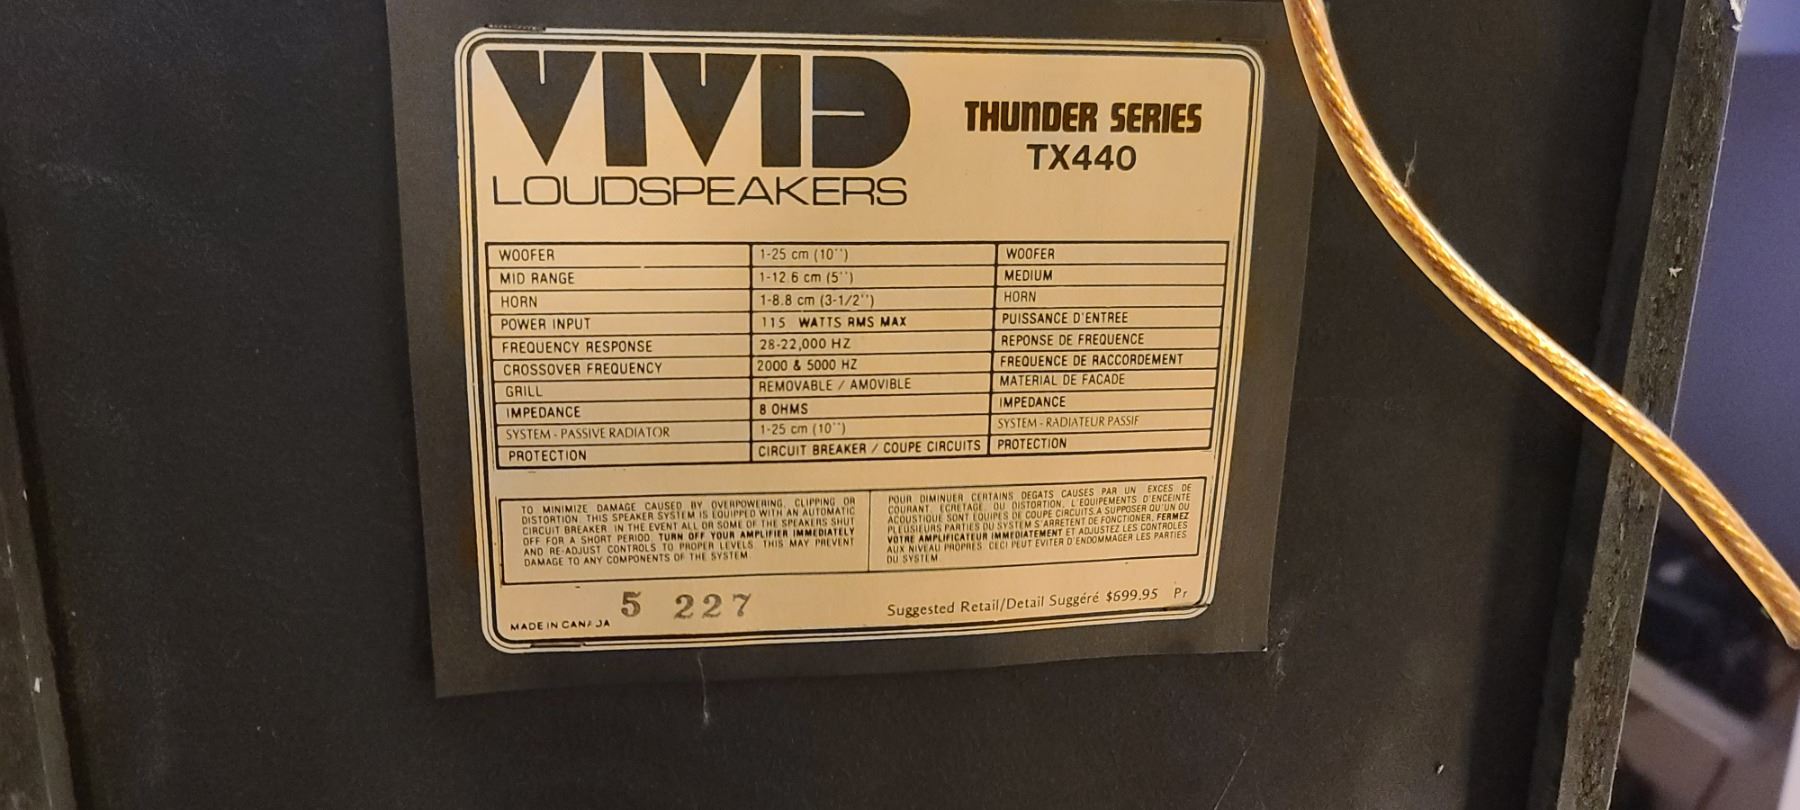 VIVID
LOUDSPEAKERS
THUNDER SERIES
TX440
WOOFER 1-25 cm (10'') WOOFER
MID RANGE 1-12.6 cm (5'') MEDIUM
HORN 1-8.8 cm (3-1/2'') HORN
POWER INPUT 115 WATTS RMS MAX PUISSANCE D'ENTREE
FREQUENCY RESPONSE 28-22,000 HZ REPONSE DE FREQUENCE
CROSSOVER FREQUENCY 2000 & 5000 HZ FREQUENCE DE RACCORDEMENT
GRILL REMOVABLE / AMOVIBLE MATERIAL DE FACADE
IMPEDANCE 8 OHMS IMPEDANCE
SYSTEM - PASSIVE RADIATOR 1-25 cm (10'') SYSTEM - RADIATEUR PASSIF
PROTECTION CIRCUIT BREAKER / COUPE CIRCUITS PROTECTION
TO MINIMIZE DAMAGE CAUSED BY OVERPOWERING, CLIPPING OR
DISTORTION, THIS SPEAKER SYSTEM IS EQUIPPED WITH AN AUTOMATIC
CIRCUIT BREAKER. IN THE EVENT ALL OR SOME OF THE SPEAKERS SHUT
OFF FOR A SHORT PERIOD, TURN OFF YOUR AMPLIFIER IMMEDIATELY
AND RE-ADJUST CONTROLS TO PROPER LEVELS. THIS MAY PREVENT
DAMAGE TO ANY COMPONENTS OF THE SYSTEM
POUR DIMINUER CERTAINS DEGATS CAUSES PAR UN EXCES DE
COURANT, ECRETAGE, OU DISTORTION, L'EQUIPEMENTS D'ENCEINTE
ACOUSTIQUE SONT EQUIPES DE COUPE CIRCUITS.A SUPPOSER QU'UN OU
PLEUSIEURS PARTIES DU SYSTEM S'ARRETENT DE FONCTIONER, FERMEZ
VOTRE AMPLIFICATEUR IMMEDIATEMENT ET ADJUSTEZ LES CONTROLES
AUX NIVEAU PROPRES. CECI PEUT EVITER D'ENDOMMAGER LES PARTIES
DU SYSTEM
MADE IN CANADA 5 227 Suggested Retail/Detail Suggéré $699.95 Pr